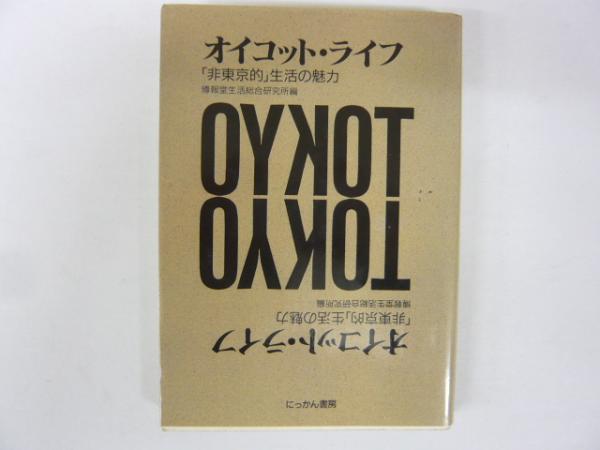 オイコット・ライフ
「非東京的」生活の魅力
博報堂生活総合研究所編
TOKYO
TOKYO
博報堂生活総合研究所編
「非東京的」生活の魅力
オイコット・ライフ
にっかん書房